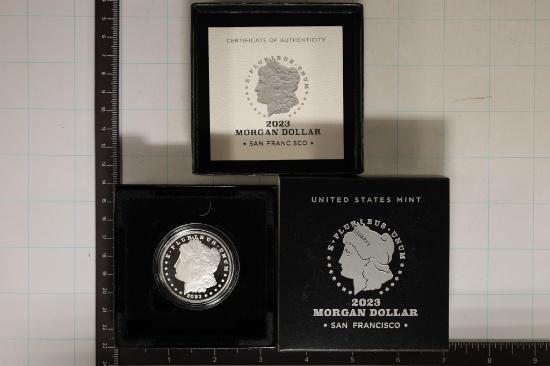 CERTIFICATE OF AUTHENTICITY
E·PLURIBUS·UNUM
2023
MORGAN DOLLAR
• SAN FRANCISCO •
E·PLURIBUS·UNUM
2023
UNITED STATES MINT
E·PLURIBUS·UNUM
2023
MORGAN DOLLAR
• SAN FRANCISCO •
1 2 3 4 5 6 7 8 9